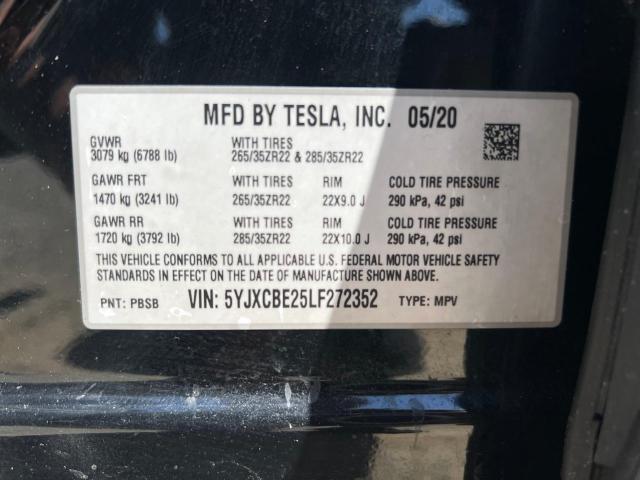 MFD BY TESLA, INC. 05/20
GVWR WITH TIRES
3079 kg (6788 lb) 265/35ZR22 & 285/35ZR22
GAWR FRT WITH TIRES RIM COLD TIRE PRESSURE
1470 kg (3241 lb) 265/35ZR22 22X9.0 J 290 kPa, 42 psi
GAWR RR WITH TIRES RIM COLD TIRE PRESSURE
1720 kg (3792 lb) 285/35ZR22 22X10.0 J 290 kPa, 42 psi
THIS VEHICLE CONFORMS TO ALL APPLICABLE U.S. FEDERAL MOTOR VEHICLE SAFETY
STANDARDS IN EFFECT ON THE DATE OF MANUFACTURE SHOWN ABOVE.
PNT: PBSB VIN: 5YJXCBE25LF272352 TYPE: MPV